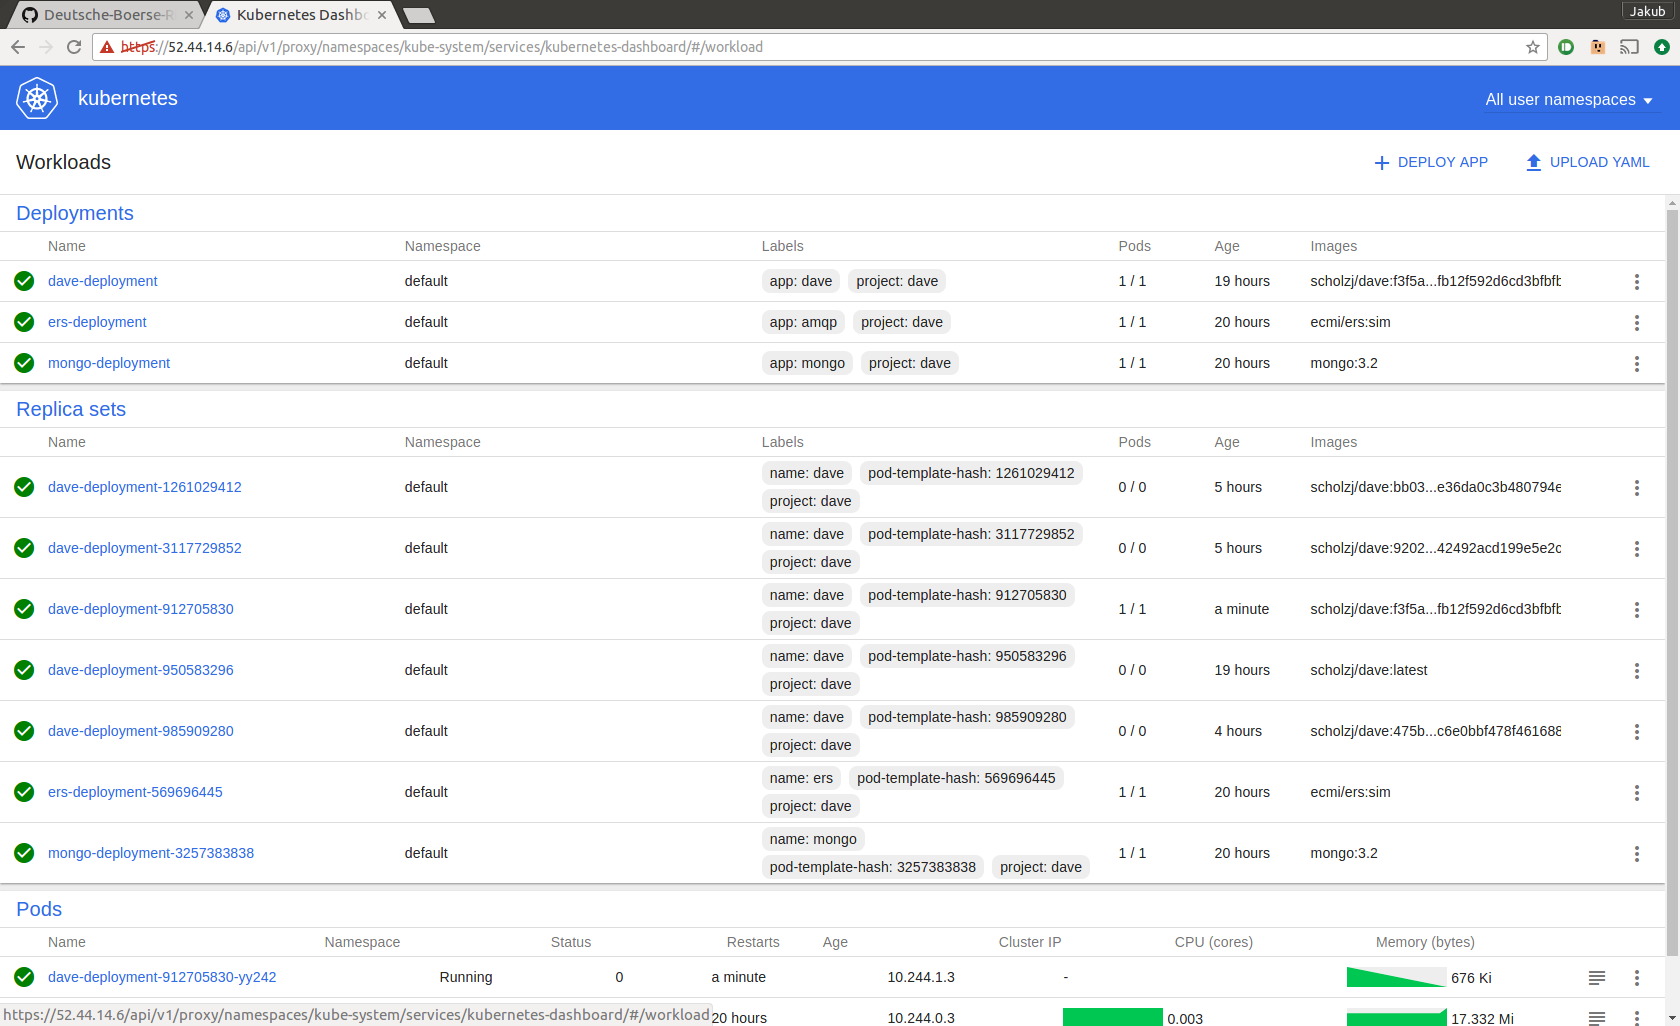 Deutsche-Boerse-R
Kubernetes Dashbo
Jakub
https://52.44.14.6/api/v1/proxy/namespaces/kube-system/services/kubernetes-dashboard/#/workload
kubernetes
All user namespaces
Workloads
DEPLOY APP
UPLOAD YAML
Deployments
Name Namespace Labels Pods Age Images
dave-deployment default app: dave project: dave 1 / 1 19 hours scholzj/dave:f3f5a...fb12f592d6cd3bfbfb
ers-deployment default app: amqp project: dave 1 / 1 20 hours ecmi/ers:sim
mongo-deployment default app: mongo project: dave 1 / 1 20 hours mongo:3.2
Replica sets
Name Namespace Labels Pods Age Images
dave-deployment-1261029412 default name: dave pod-template-hash: 1261029412 0 / 0 5 hours scholzj/dave:bb03...e36da0c3b480794e
project: dave
dave-deployment-3117729852 default name: dave pod-template-hash: 3117729852 0 / 0 5 hours scholzj/dave:9202...42492acd199e5e2c
project: dave
dave-deployment-912705830 default name: dave pod-template-hash: 912705830 1 / 1 a minute scholzj/dave:f3f5a...fb12f592d6cd3bfbfb
project: dave
dave-deployment-950583296 default name: dave pod-template-hash: 950583296 0 / 0 19 hours scholzj/dave:latest
project: dave
dave-deployment-985909280 default name: dave pod-template-hash: 985909280 0 / 0 4 hours scholzj/dave:475b...c6e0bbf478f461688
project: dave
ers-deployment-569696445 default name: ers pod-template-hash: 569696445 1 / 1 20 hours ecmi/ers:sim
project: dave
mongo-deployment-3257383838 default name: mongo 1 / 1 20 hours mongo:3.2
pod-template-hash: 3257383838 project: dave
Pods
Name Namespace Status Restarts Age Cluster IP CPU (cores) Memory (bytes)
dave-deployment-912705830-yy242 Running 0 a minute 10.244.1.3 - 676 Ki
https://52.44.14.6/api/v1/proxy/namespaces/kube-system/services/kubernetes-dashboard/#/workload 20 hours 10.244.0.3 0.003 17.332 Mi